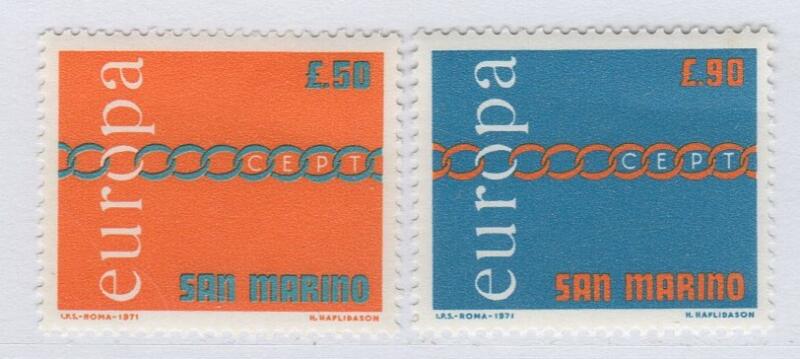 £.50
europa
CEPT
SAN MARINO
I.P.S.-ROMA-1971
H. HAFLIDASON
£.90
europa
CEPT
SAN MARINO
I.P.S.-ROMA-1971
H. HAFLIDASON